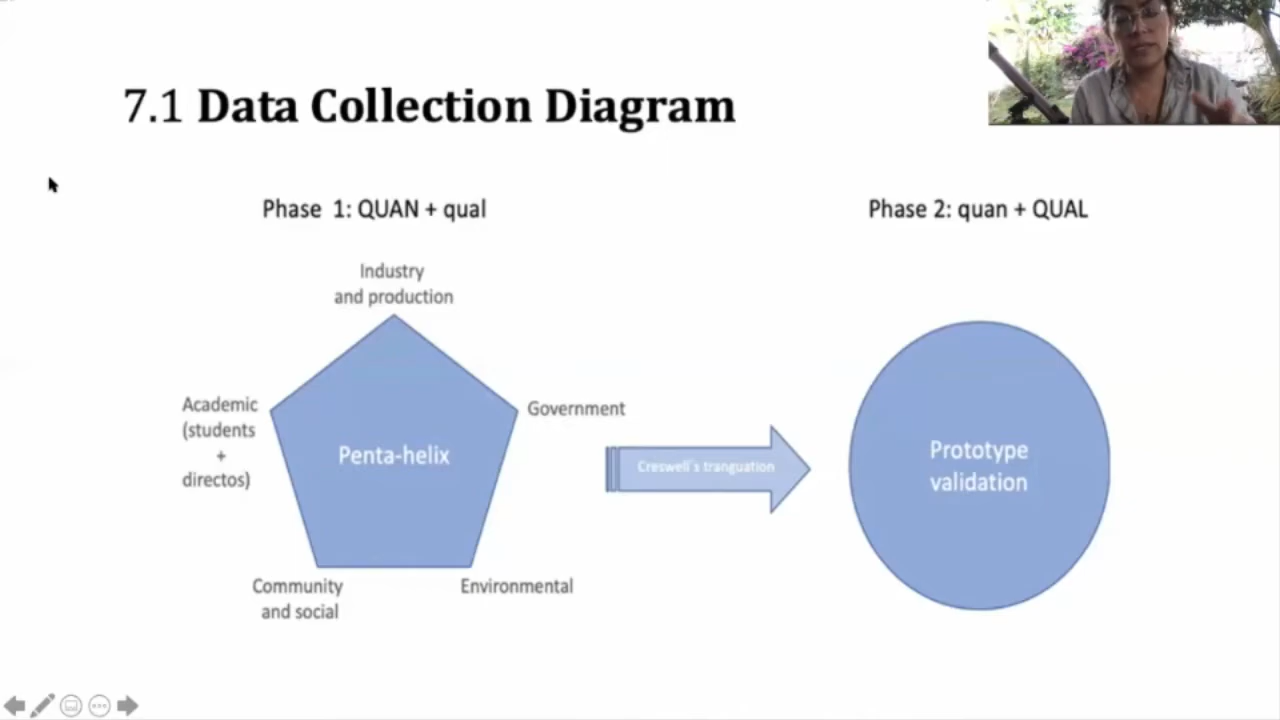 7.1 Data Collection Diagram
Phase 1: QUAN + qual
Phase 2: quan + QUAL
Industry
and production
Academic
(students
+
directos)
Government
Penta-helix
Creswell´s tranguation
Prototype
validation
Community
and social
Environmental